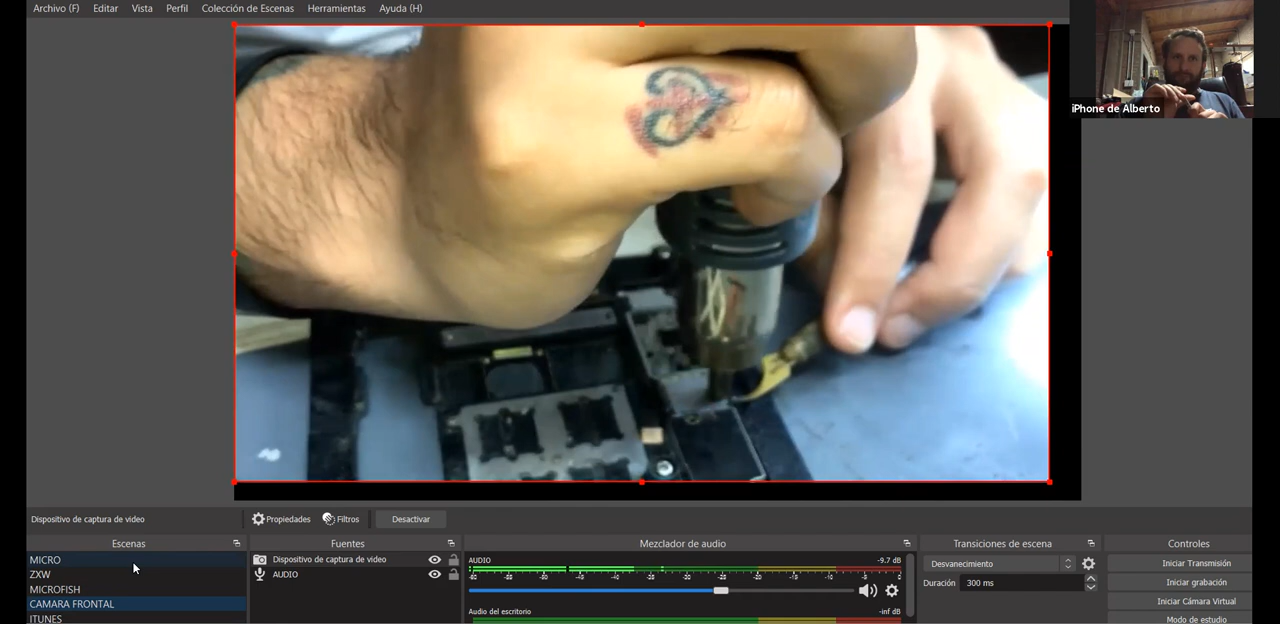 Archivo (F) Editar Vista Perfil Colección de Escenas Herramientas Ayuda (H)
iPhone de Alberto
Dispositivo de captura de video Propiedades Filtros Desactivar
Escenas Fuentes Mezclador de audio Transiciones de escena Controles
MICRO
ZXW
MICROFISH
CAMARA FRONTAL
ITUNES
Dispositivo de captura de video
AUDIO
AUDIO -9.7 dB
Audio del escritorio -inf dB
Desvanecimiento
Duración 300 ms
Iniciar Transmisión
Iniciar grabación
Iniciar Cámara Virtual
Modo de estudio